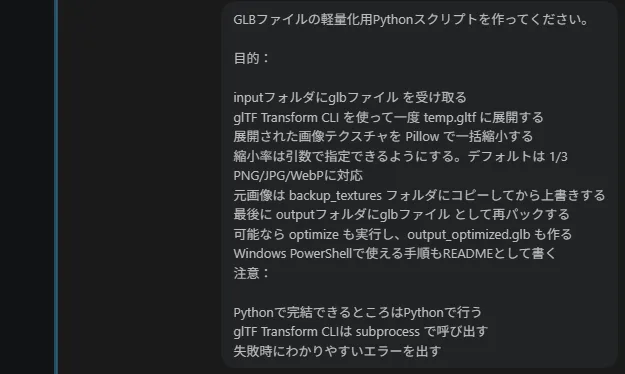 GLBファイルの軽量化用Pythonスクリプトを作ってください。
目的：
inputフォルダにglbファイル を受け取る
glTF Transform CLI を使って一度 temp.gltf に展開する
展開された画像テクスチャを Pillow で一括縮小する
縮小率は引数で指定できるようにする。デフォルトは 1/3
PNG/JPG/WebPに対応
元画像は backup_textures フォルダにコピーしてから上書きする
最後に outputフォルダにglbファイル として再パックする
可能なら optimize も実行し、output_optimized.glb も作る
Windows PowerShellで使える手順もREADMEとして書く
注意：
Pythonで完結できるところはPythonで行う
glTF Transform CLIは subprocess で呼び出す
失敗時にわかりやすいエラーを出す